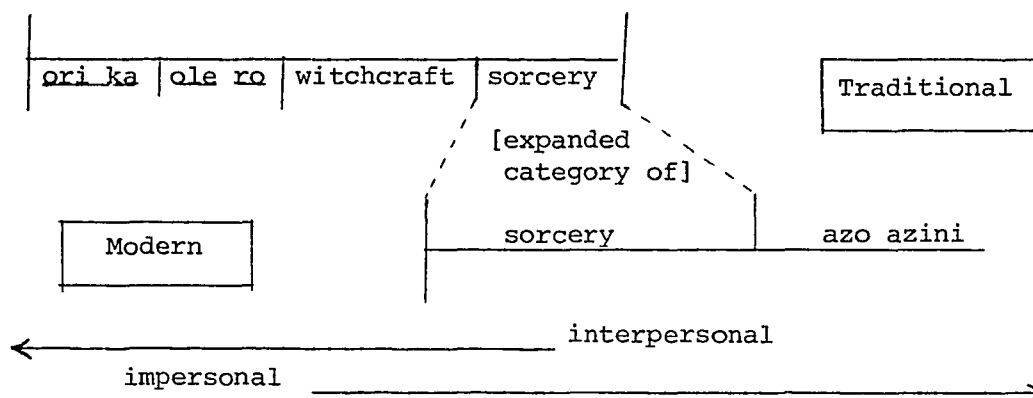 ori ka ole ro witchcraft sorcery
Traditional
[expanded
category of]
Modern
sorcery azo azini
interpersonal
impersonal